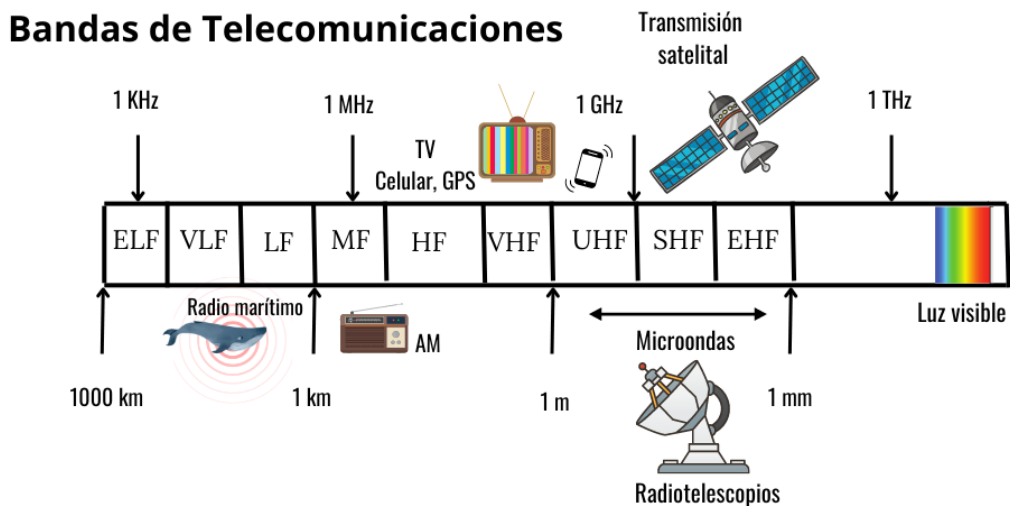 Bandas de Telecomunicaciones
Transmisión
satelital
1 KHz
1 MHz
1 GHz
1 THz
TV
Celular, GPS
ELF
VLF
LF
MF
HF
VHF
UHF
SHF
EHF
Radio marítimo
AM
Luz visible
Microondas
1000 km
1 km
1 m
1 mm
Radiotelescopios